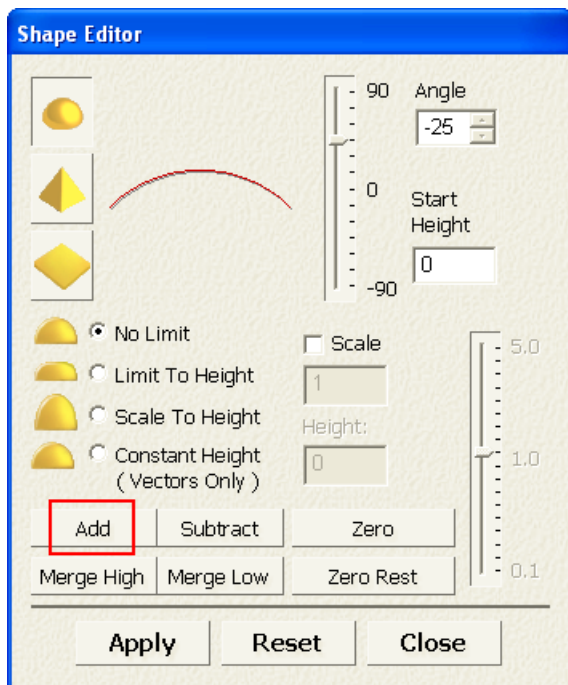 Shape Editor
90
Angle
-25
0
Start
Height
0
-90
No Limit
Limit To Height
Scale To Height
Constant Height
( Vectors Only )
Scale
1
Height:
0
5.0
1.0
0.1
Add
Subtract
Zero
Merge High
Merge Low
Zero Rest
Apply
Reset
Close